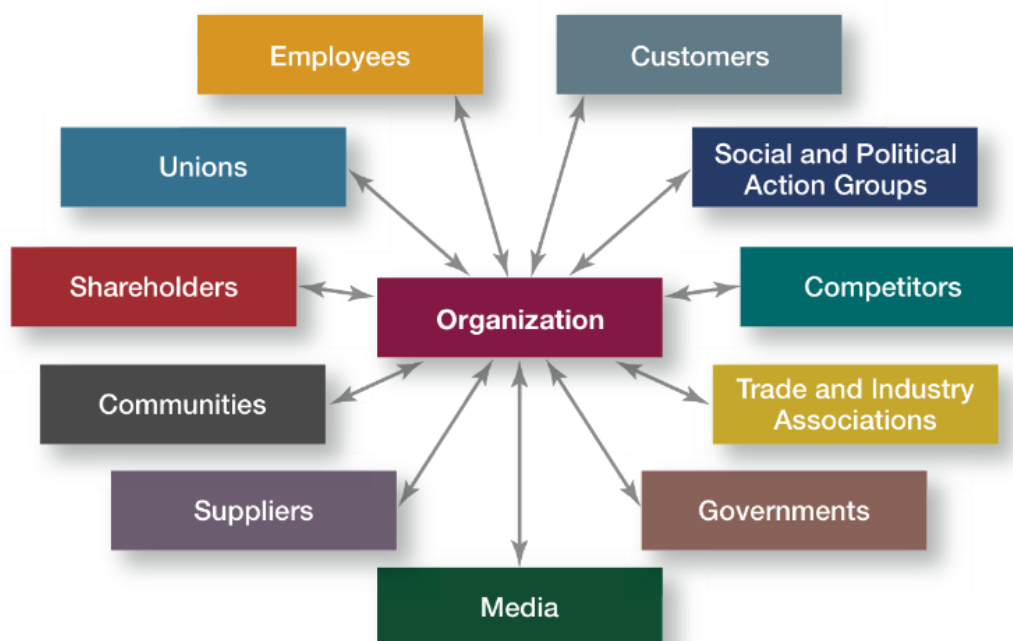 Employees
Customers
Unions
Social and Political
Action Groups
Shareholders
Organization
Competitors
Communities
Trade and Industry
Associations
Suppliers
Governments
Media